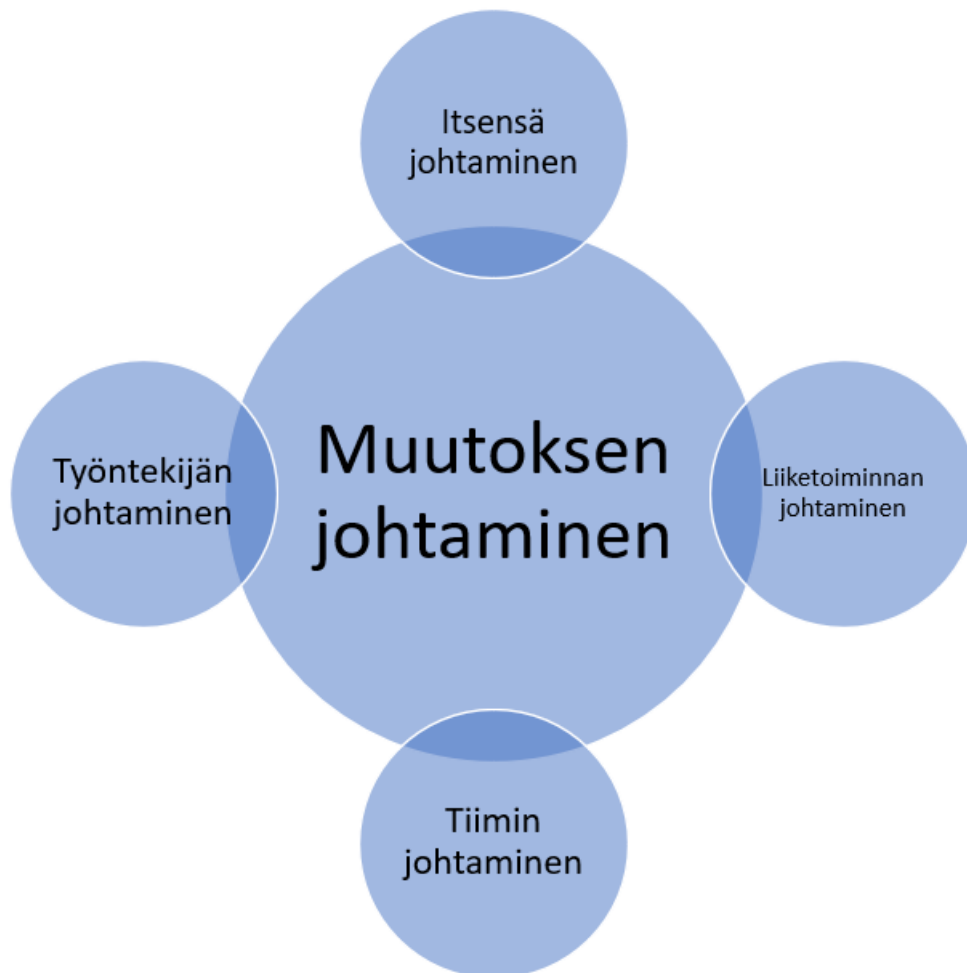 Itsensä
johtaminen
Työntekijän
johtaminen
Muutoksen
johtaminen
Liiketoiminnan
johtaminen
Tiimin
johtaminen